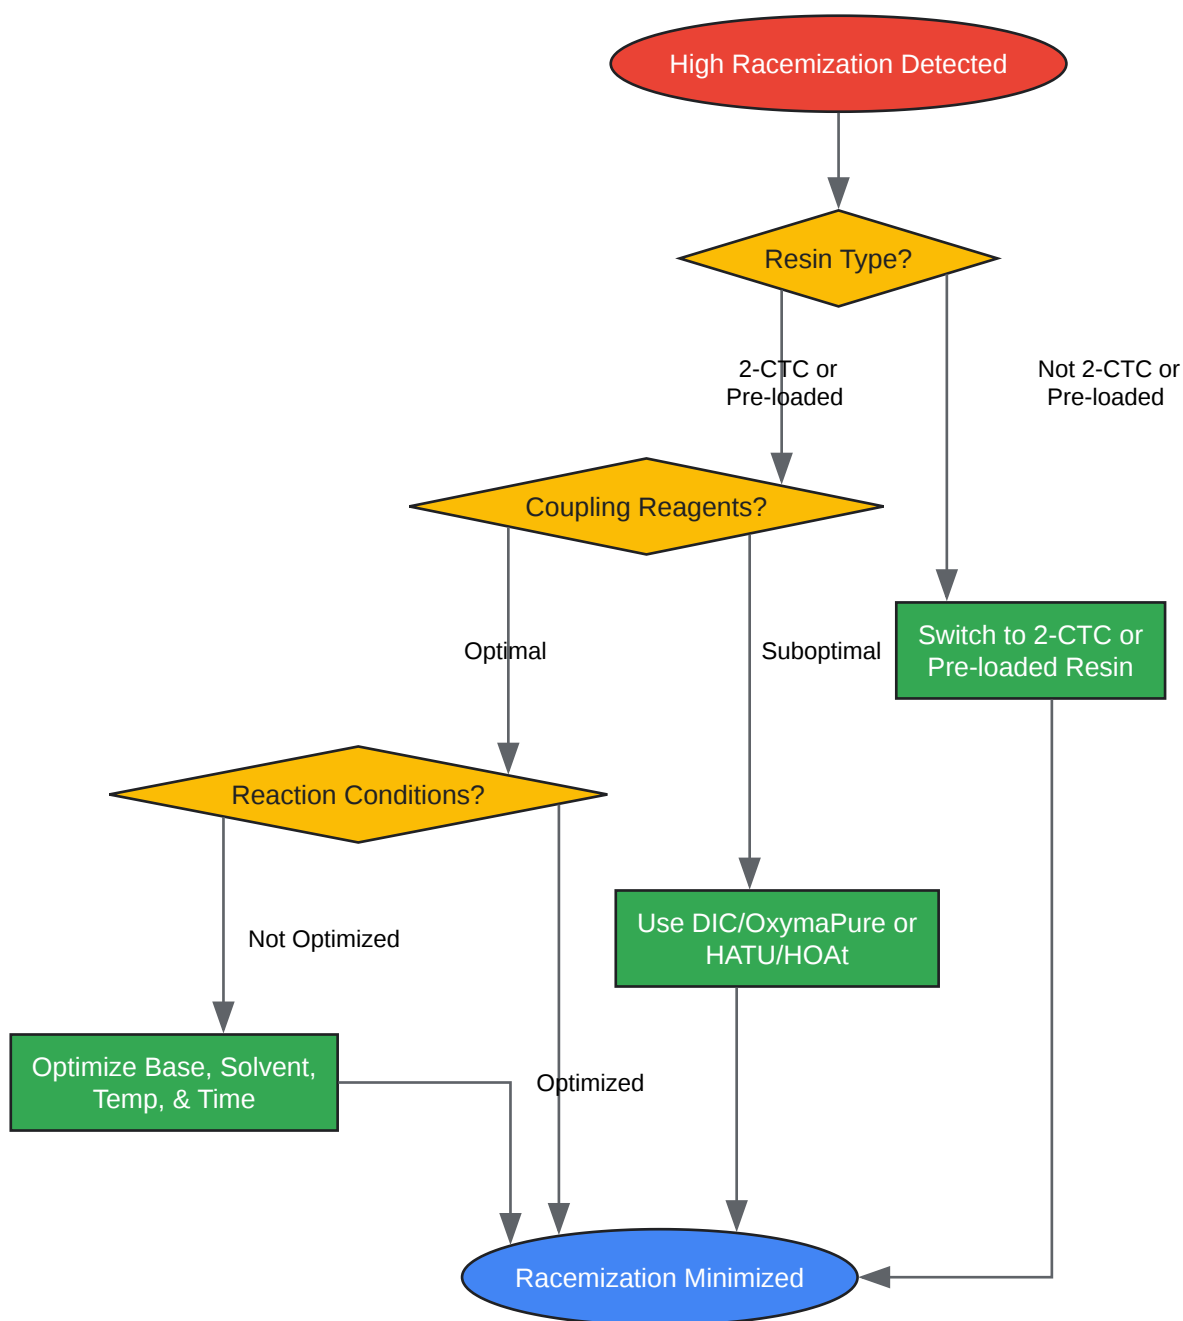 High Racemization Detected
Resin Type?
2-CTC or
Pre-loaded
Not 2-CTC or
Pre-loaded
Coupling Reagents?
Switch to 2-CTC or
Pre-loaded Resin
Optimal
Suboptimal
Reaction Conditions?
Use DIC/OxymaPure or
HATU/HOAt
Not Optimized
Optimize Base, Solvent,
Temp, & Time
Optimized
Racemization Minimized